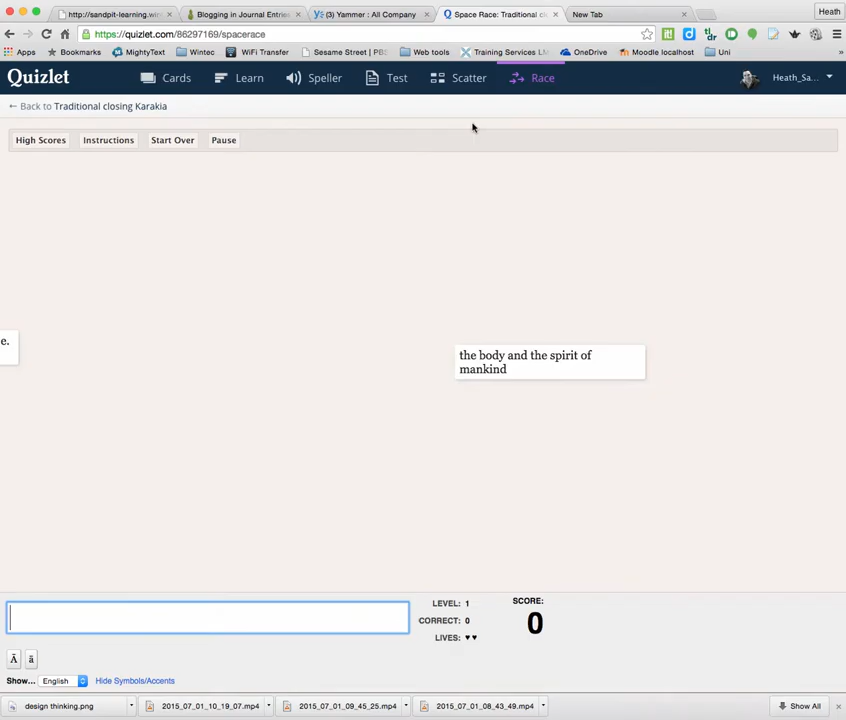 http://sandpit-learning.win
Blogging in Journal Entries
(3) Yammer : All Company
Space Race: Traditional cl
New Tab
Heath
https://quizlet.com/86297169/spacerace
Apps
Bookmarks
MightyText
Wintec
WiFi Transfer
Sesame Street | PBS
Web tools
Training Services LM
OneDrive
Moodle localhost
Uni
»
Quizlet
Cards
Learn
Speller
Test
Scatter
Race
Heath_Sa...
← Back to Traditional closing Karakia
High Scores
Instructions
Start Over
Pause
e.
the body and the spirit of
mankind
LEVEL: 1
CORRECT: 0
LIVES: ♥♥
SCORE:
0
Ā
ā
Show...
English
Hide Symbols/Accents
design thinking.png
2015_07_01_10_19_07.mp4
2015_07_01_09_45_25.mp4
2015_07_01_08_43_49.mp4
Show All